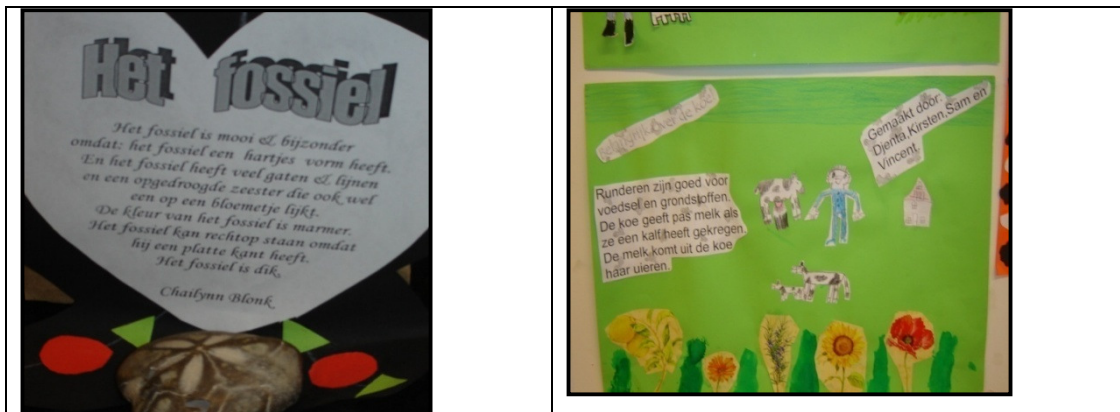 Het fossiel
Het fossiel is mooi & bijzonder
omdat: het fossiel een hartjes vorm heeft.
En het fossiel heeft veel gaten & lijnen
en een opgedroogde zeester die ook wel
een op een bloemetje lijkt.
De kleur van het fossiel is marmer.
Het fossiel kan rechtop staan omdat
hij een platte kant heeft.
Het fossiel is dik,
Chailynn Blonk
over de koe
Gemaakt door:
Djenta,Kirsten,Sam en
Vincent.
Runderen zijn goed voor
voedsel en grondstoffen.
De koe geeft pas melk als
ze een kalf heeft gekregen.
De melk komt uit de koe
haar uieren.